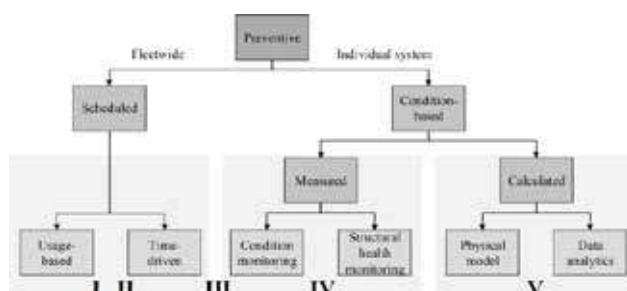 Preventive
Fleetwide
Individual system
Scheduled
Condition-
based
Measured
Calculated
Usage-
based
Time-
driven
Condition
monitoring
Structural
health
monitoring
Physical
model
Data
analytics
I II III IV V